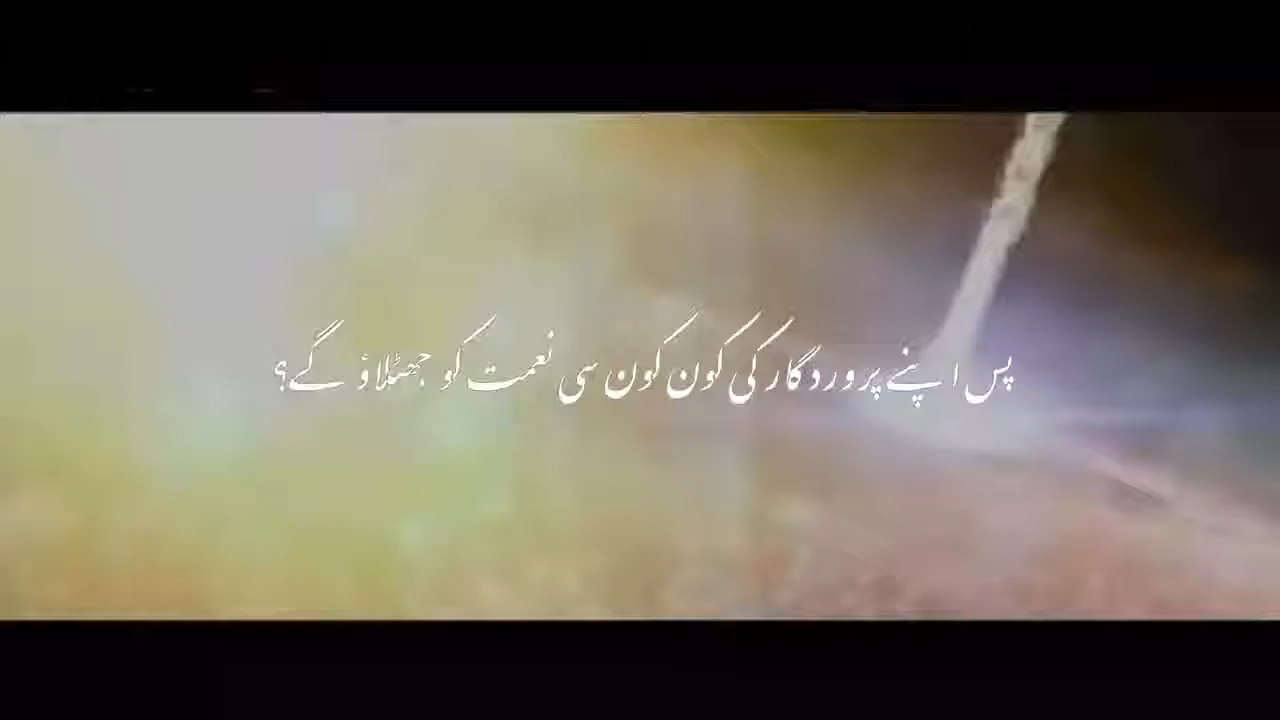 پس اپنے پروردگار کی کون کون سی نعمت کو جھٹلاؤ گے؟